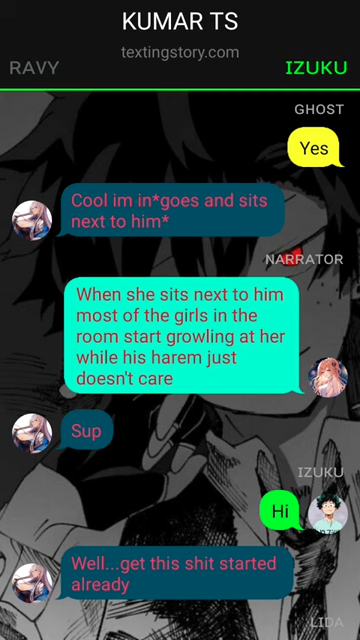 KUMAR TS
textingstory.com
RAVY
IZUKU
GHOST
Yes
Cool im in*goes and sits
next to him*
NARRATOR
When she sits next to him
most of the girls in the
room start growling at her
while his harem just
doesn't care
Sup
IZUKU
Hi
Well...get this shit started
already
LIDA